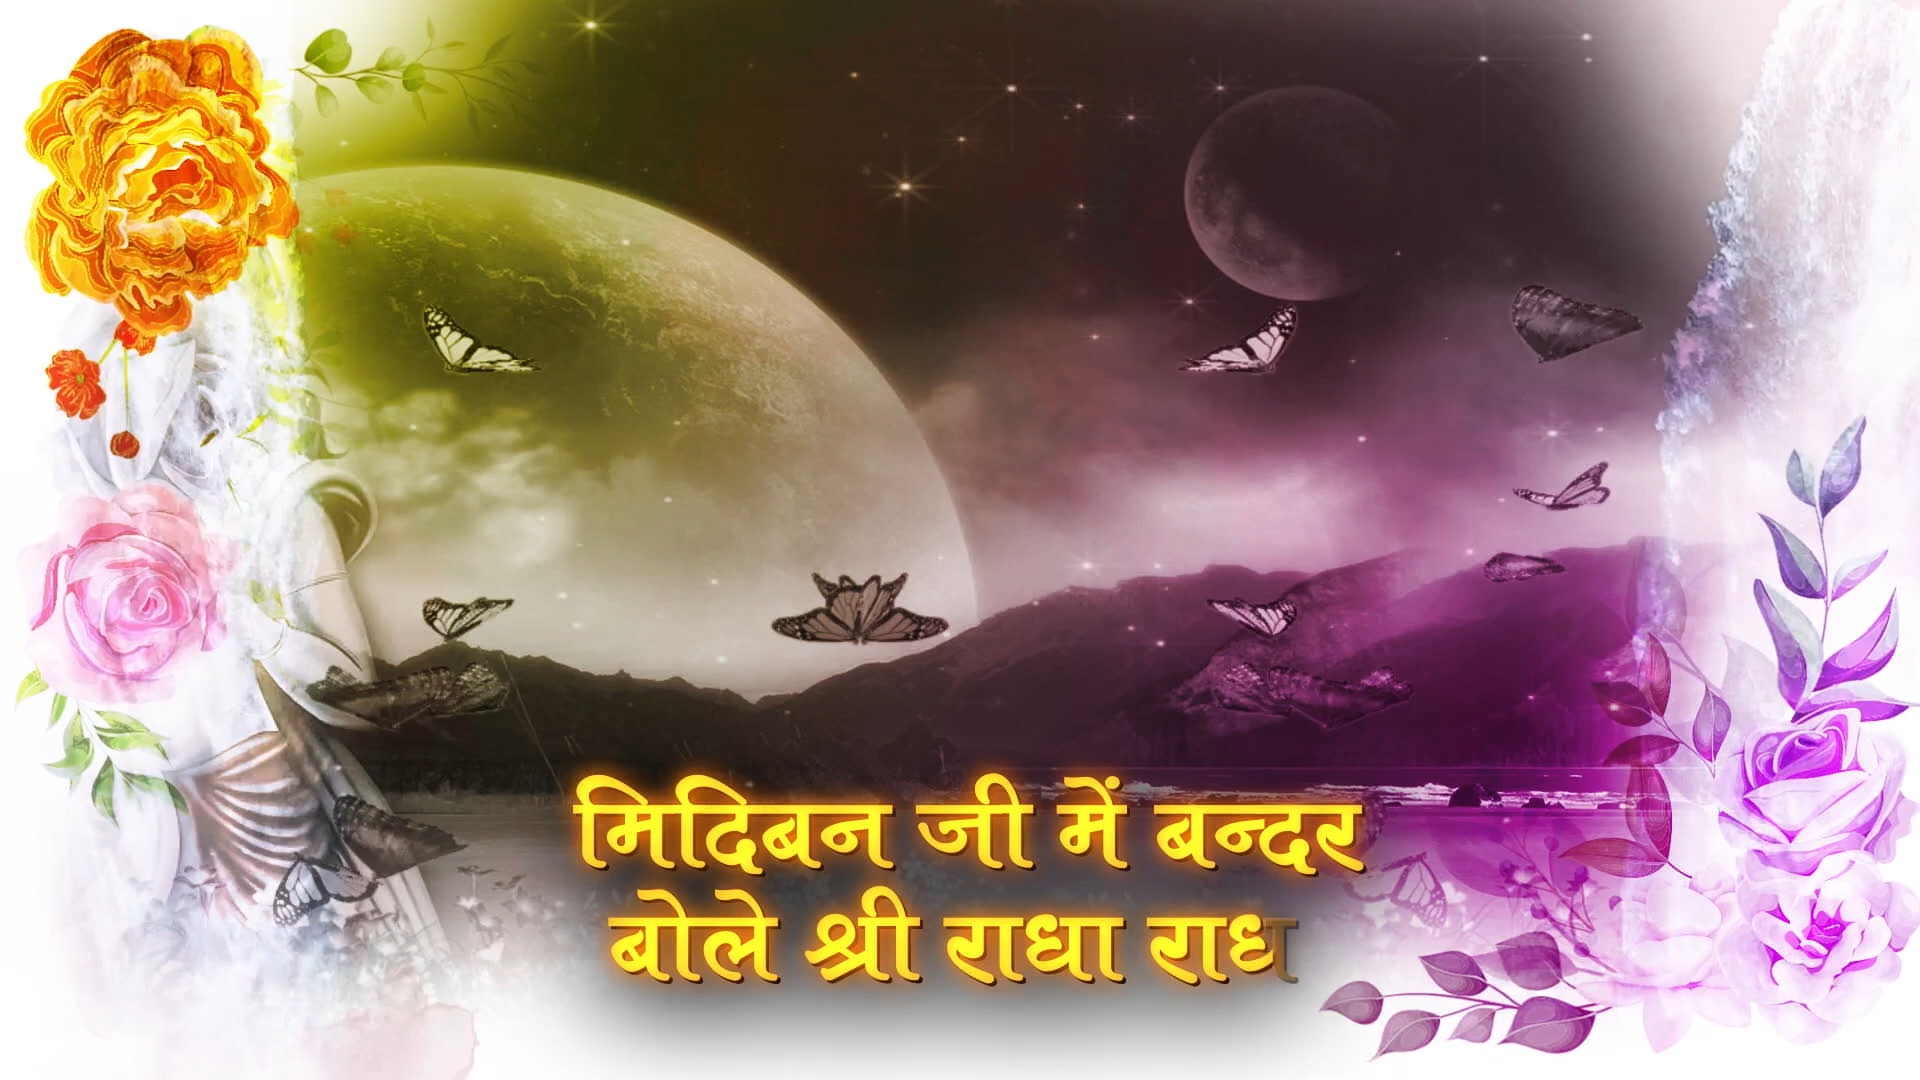 मिदिबन जी में बन्दर
बोले श्री राधा राध